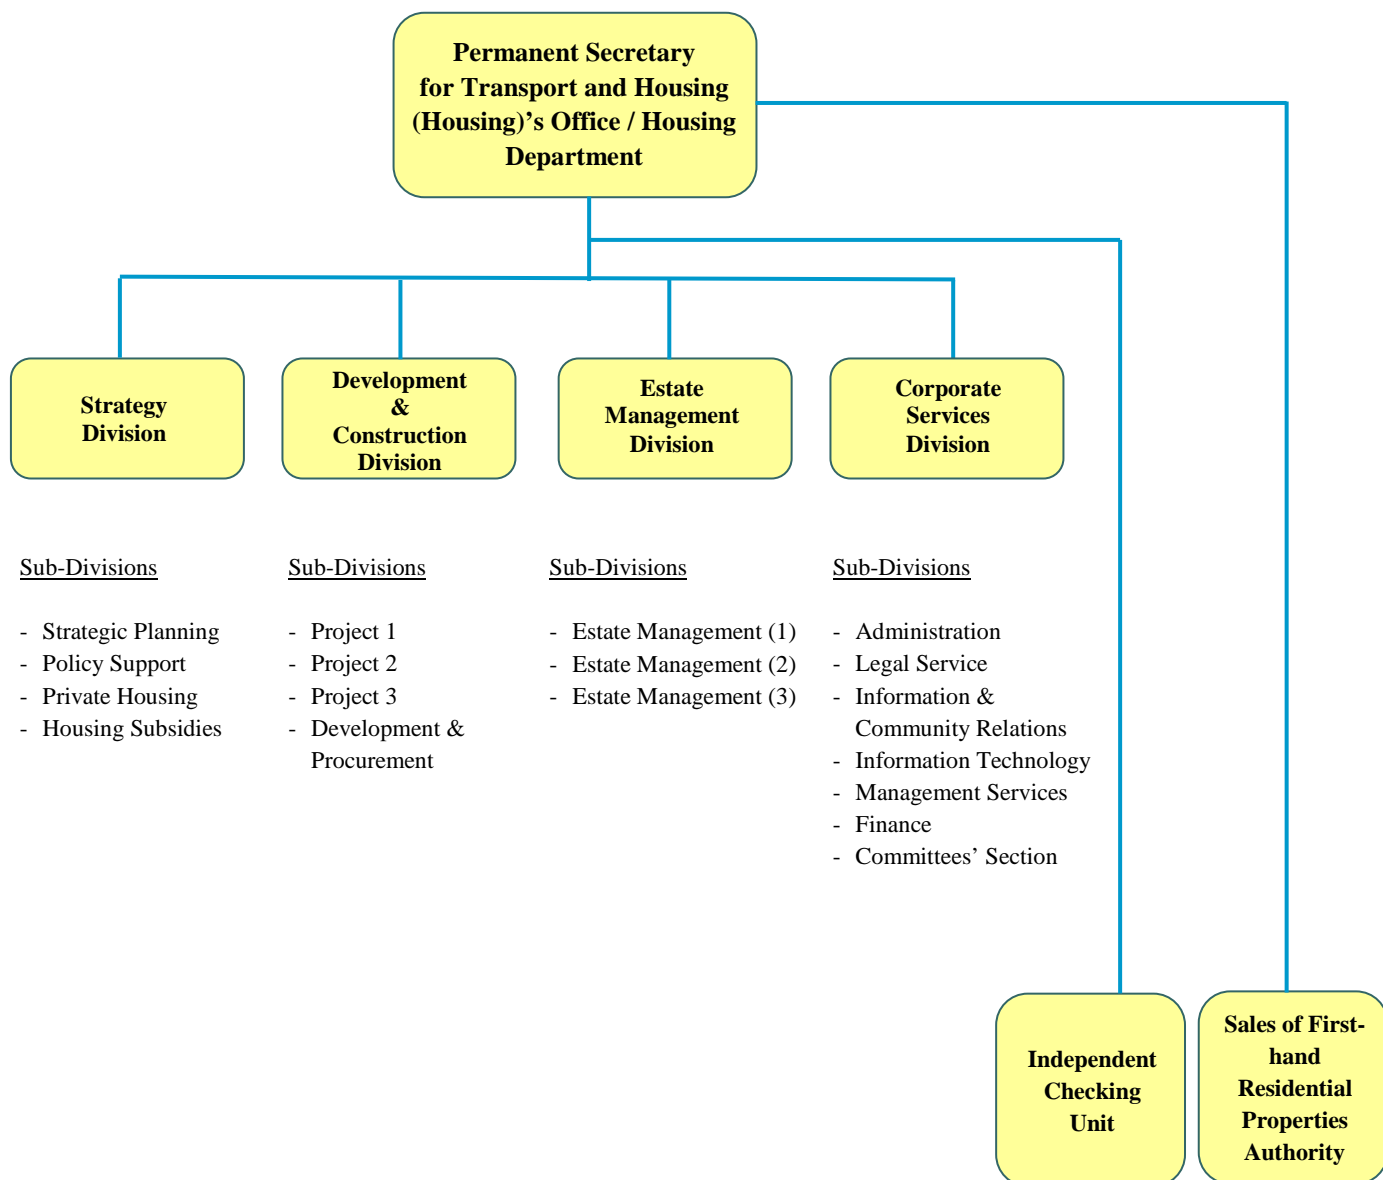 Permanent Secretary
for Transport and Housing
(Housing)’s Office / Housing
Department
Strategy
Division
Development
&
Construction
Division
Estate
Management
Division
Corporate
Services
Division
Sub-Divisions
- Strategic Planning
- Policy Support
- Private Housing
- Housing Subsidies
Sub-Divisions
- Project 1
- Project 2
- Project 3
- Development &
Procurement
Sub-Divisions
- Estate Management (1)
- Estate Management (2)
- Estate Management (3)
Sub-Divisions
- Administration
- Legal Service
- Information &
Community Relations
- Information Technology
- Management Services
- Finance
- Committees’ Section
Independent
Checking
Unit
Sales of First-
hand
Residential
Properties
Authority